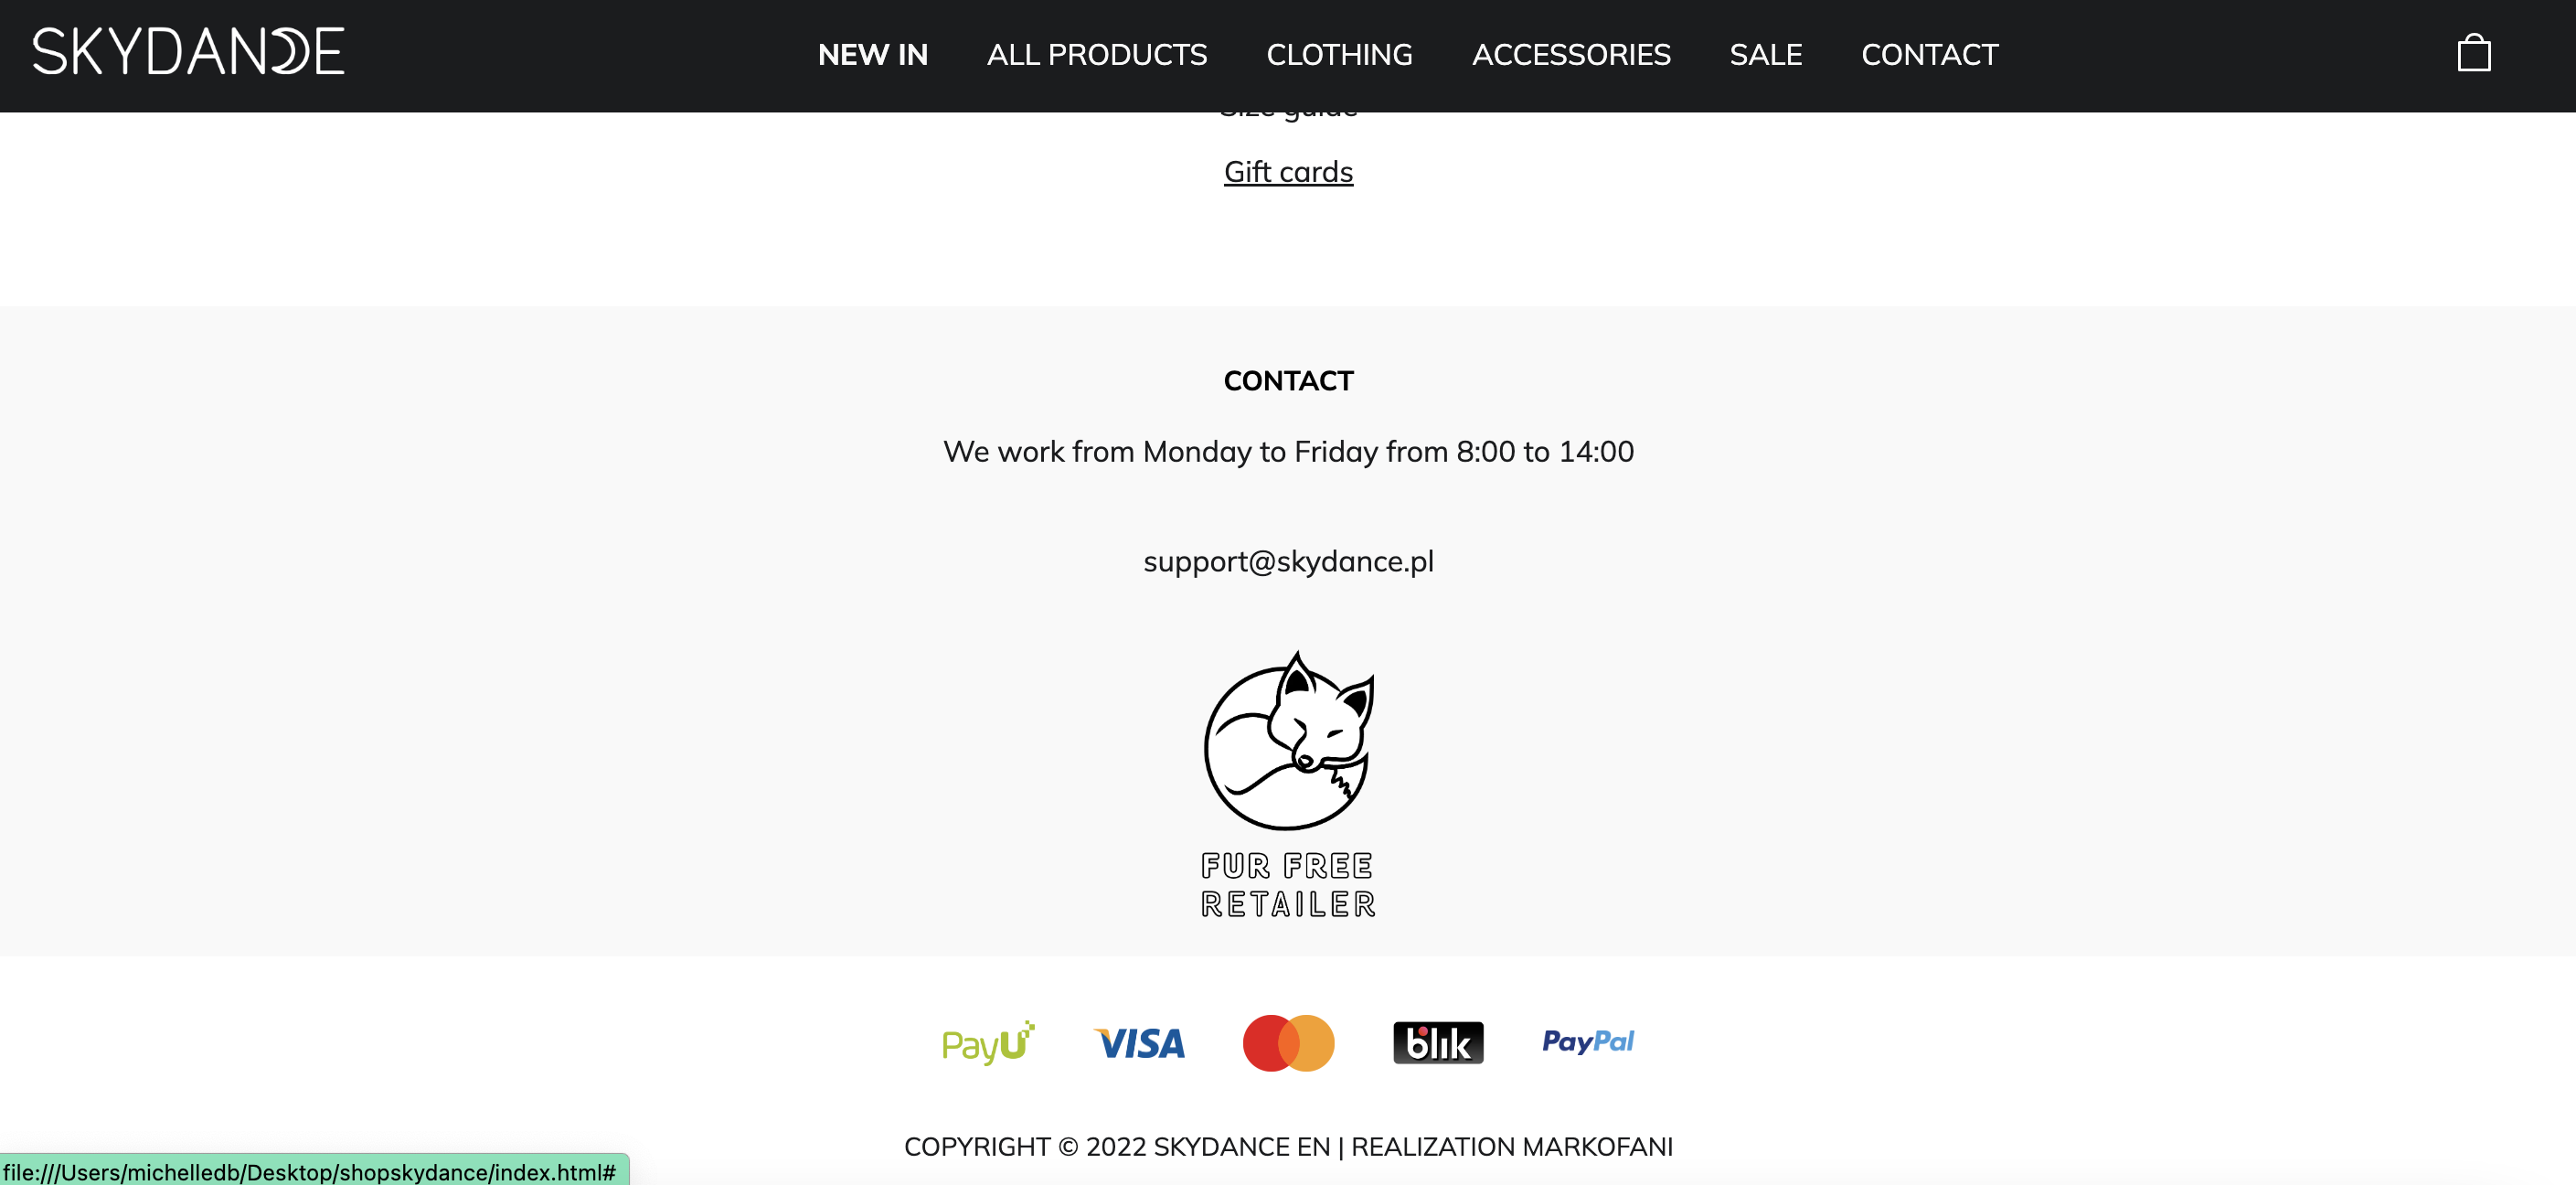 SKYDANCE
NEW IN ALL PRODUCTS CLOTHING ACCESSORIES SALE CONTACT
Size guide
Gift cards
CONTACT
We work from Monday to Friday from 8:00 to 14:00
support@skydance.pl
FUR FREE
RETAILER
PayU VISA blik PayPal
COPYRIGHT © 2022 SKYDANCE EN | REALIZATION MARKOFANI
file:///Users/michelledb/Desktop/shopskydance/index.html#